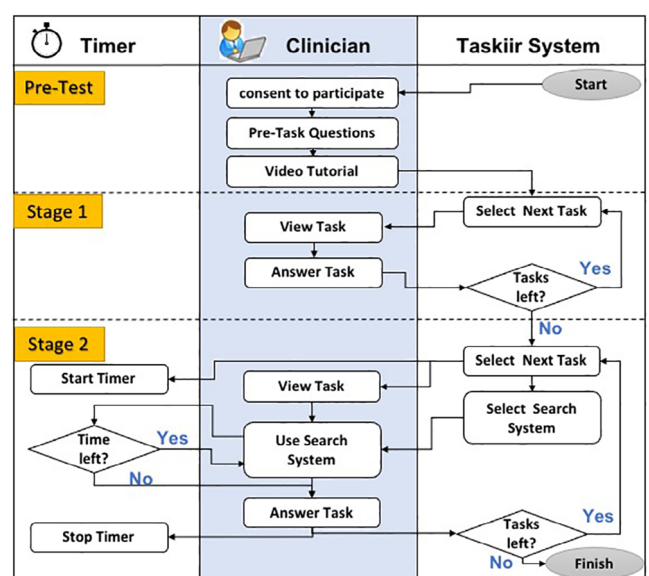 Timer
Clinician
Taskiir System
Pre-Test
Start
consent to participate
Pre-Task Questions
Video Tutorial
Stage 1
Select Next Task
View Task
Answer Task
Tasks
left?
Yes
No
Stage 2
Select Next Task
Start Timer
View Task
Select Search
System
Time
left?
Yes
Use Search
System
No
Answer Task
Stop Timer
Tasks
left?
Yes
No
Finish